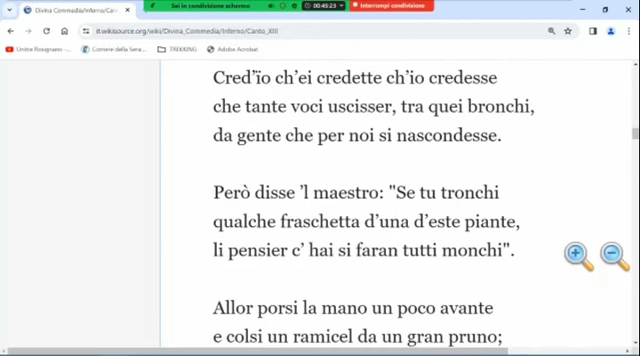 Divina Commedia/Inferno/Cant
Sei in condivisione schermo
00:45:23
Interrompi condivisione
it.wikisource.org/wiki/Divina_Commedia/Inferno/Canto_XIII
Unitre Rosignano -
Corriere della Sera
TREKKING
Adobe Acrobat
Cred’ïo ch’ei credette ch’io credesse
che tante voci uscisser, tra quei bronchi,
da gente che per noi si nascondesse.
Però disse ’l maestro: "Se tu tronchi
qualche fraschetta d’una d’este piante,
li pensier c’ hai si faran tutti monchi".
Allor porsi la mano un poco avante
e colsi un ramicel da un gran pruno;